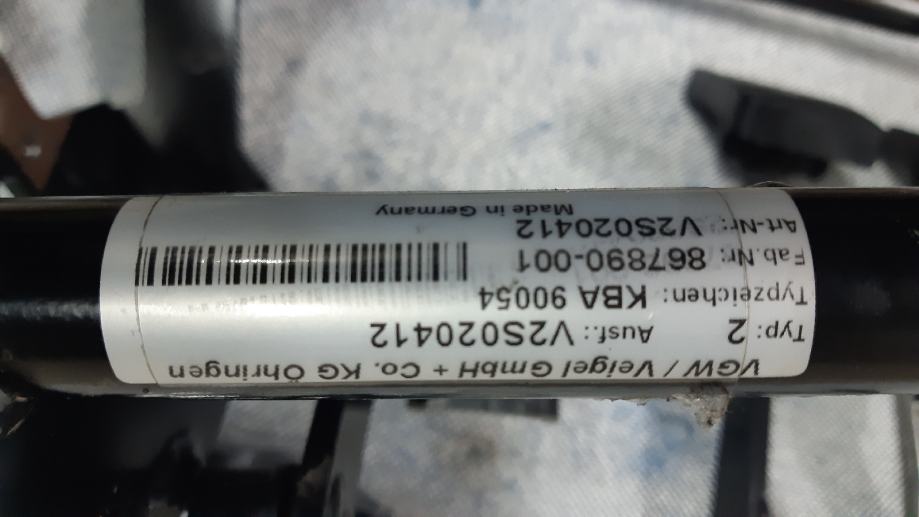 VGW / Veigel GmbH + Co. KG Öhringen
Typ: 2 Ausf.: V2S020412
Typzeichen: KBA 90054
Fab.Nr: 867890-001
Art-Nr: V2S020412
Made in Germany